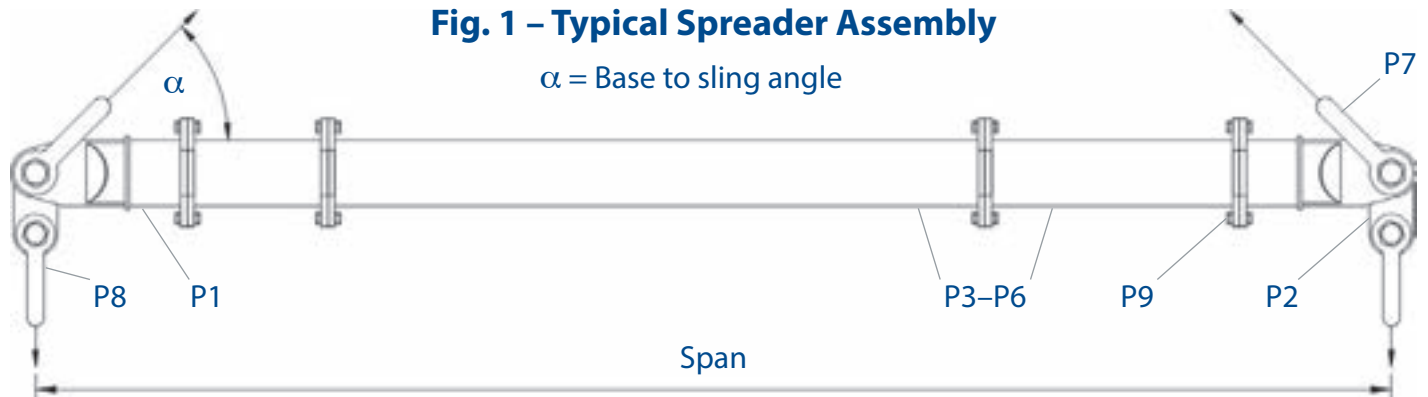 Fig. 1 – Typical Spreader Assembly
α = Base to sling angle
α
P7
P8
P1
P3–P6
P9
P2
Span